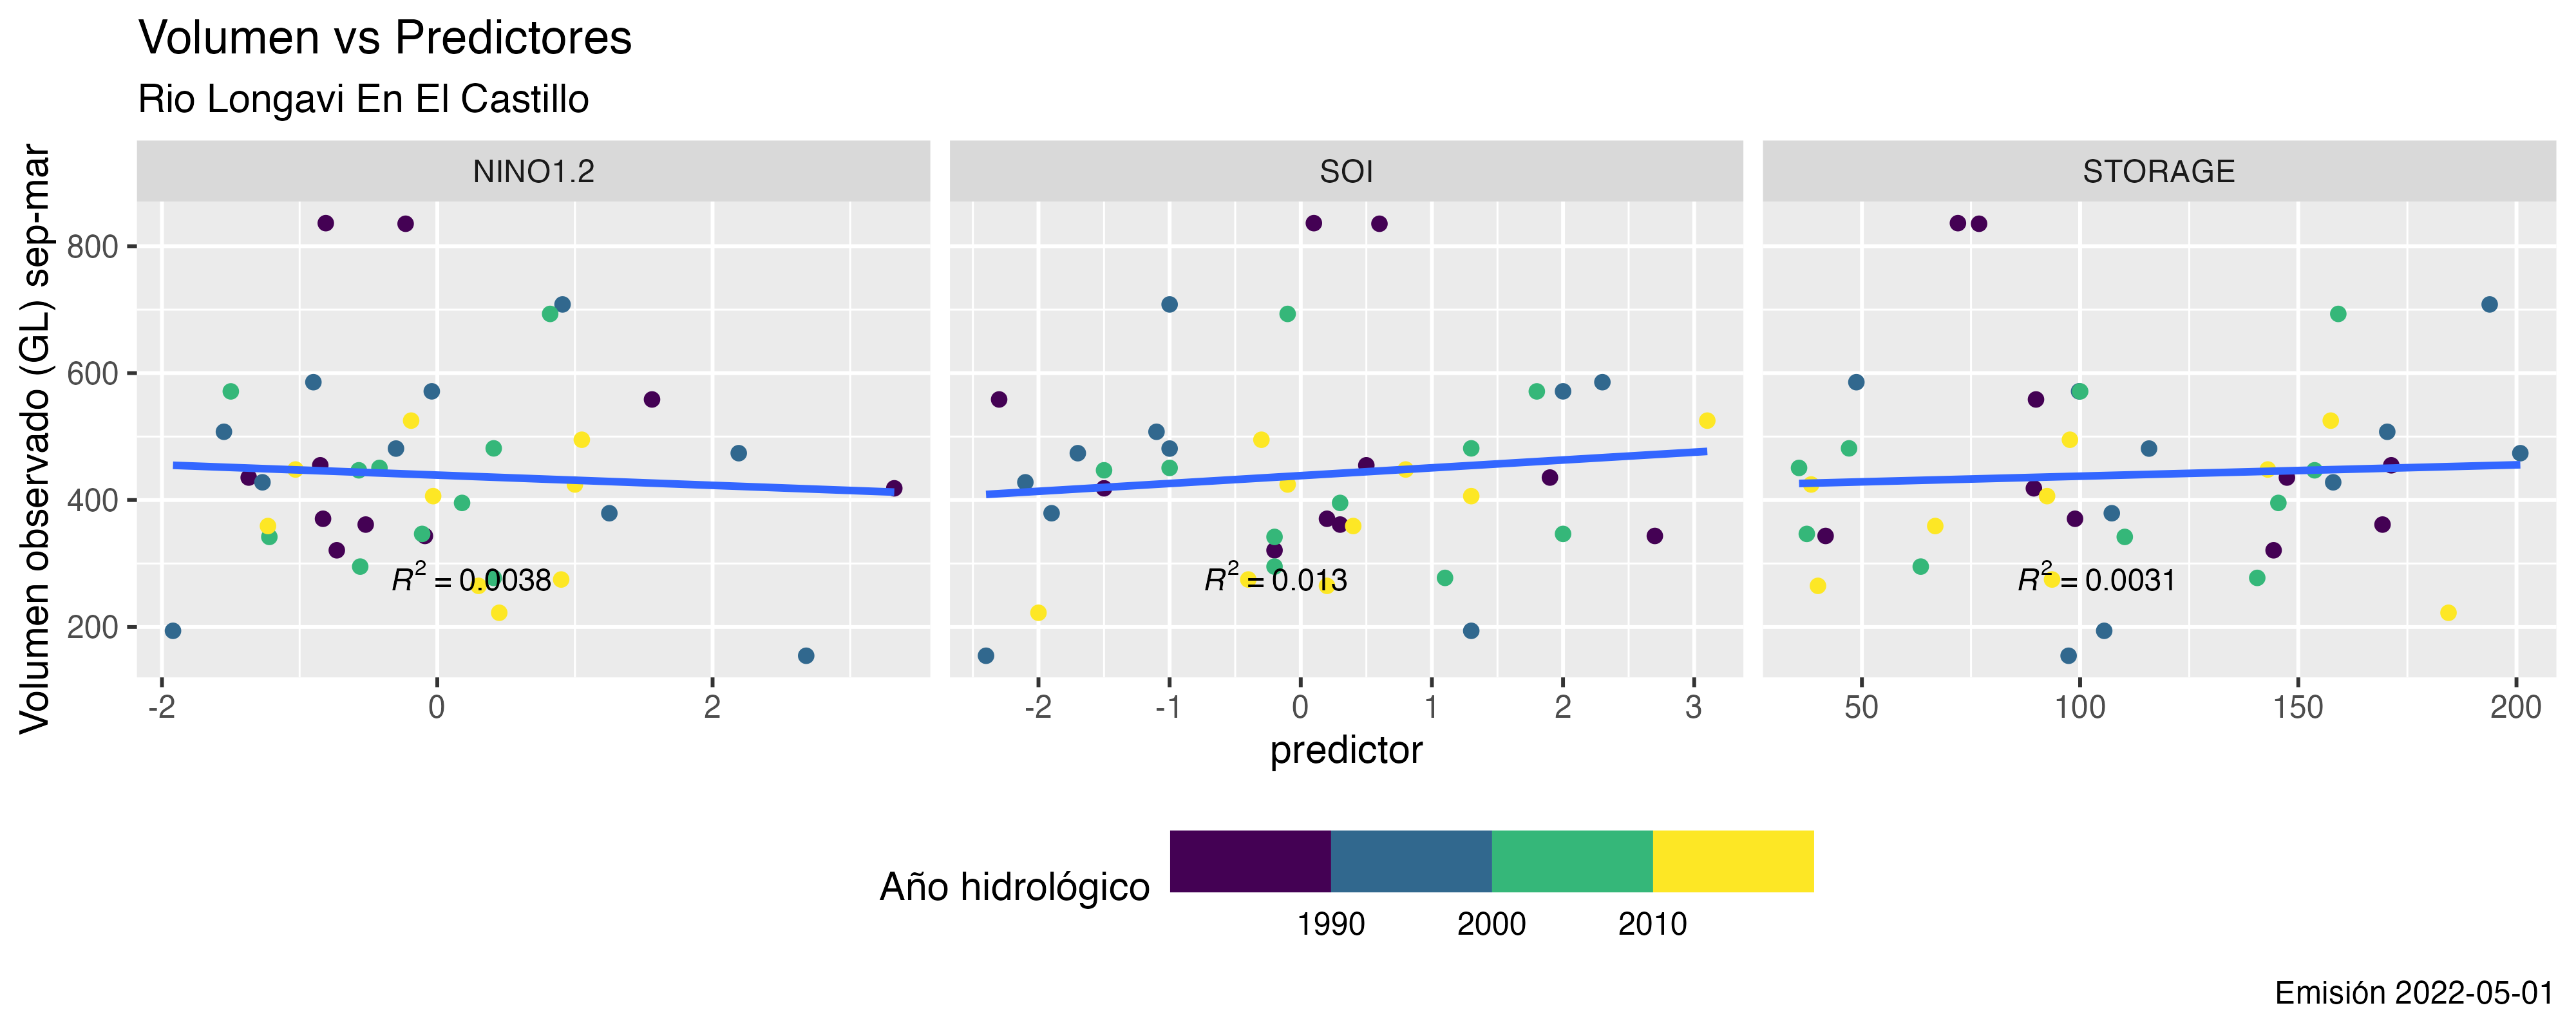 Volumen vs Predictores
Rio Longavi En El Castillo
Volumen observado (GL) sep-mar
NINO1.2 SOI STORAGE
800
600
400
200
R² = 0.0038 R² = 0.013 R² = 0.0031
-2 0 2 -2 -1 0 1 2 3 50 100 150 200
predictor
Año hidrológico
1990 2000 2010
Emisión 2022-05-01